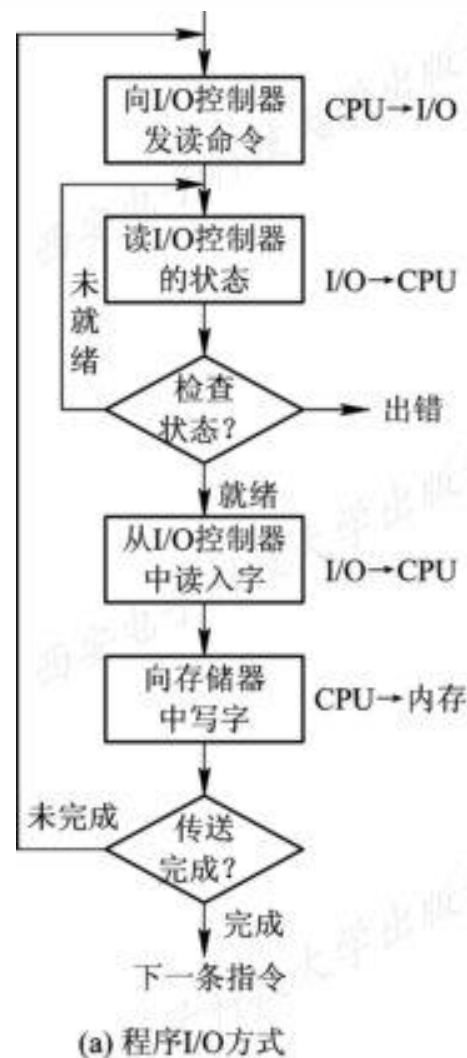 向I/O控制器
发读命令
CPU→I/O
读I/O控制器
的状态
I/O→CPU
未
就
绪
检查
状态?
出错
就绪
从I/O控制器
中读入字
I/O→CPU
向存储器
中写字
CPU→内存
未完成
传送
完成?
完成
下一条指令
(a) 程序I/O方式